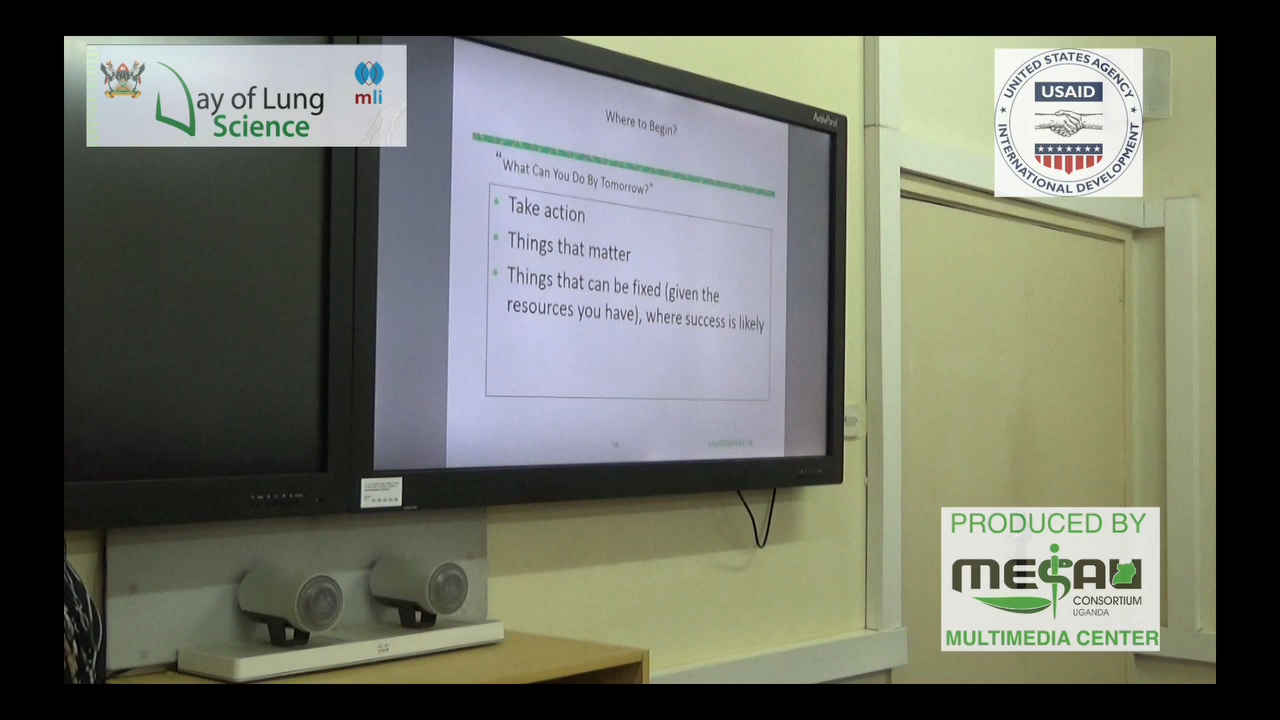 Day of Lung
Science
mli
UNITED STATES AGENCY
USAID
INTERNATIONAL DEVELOPMENT
ActivPanel
Where to Begin?
"What Can You Do By Tomorrow?"
• Take action
• Things that matter
• Things that can be fixed (given the
resources you have), where success is likely
PRODUCED BY
MESAU
CONSORTIUM
UGANDA
MULTIMEDIA CENTER